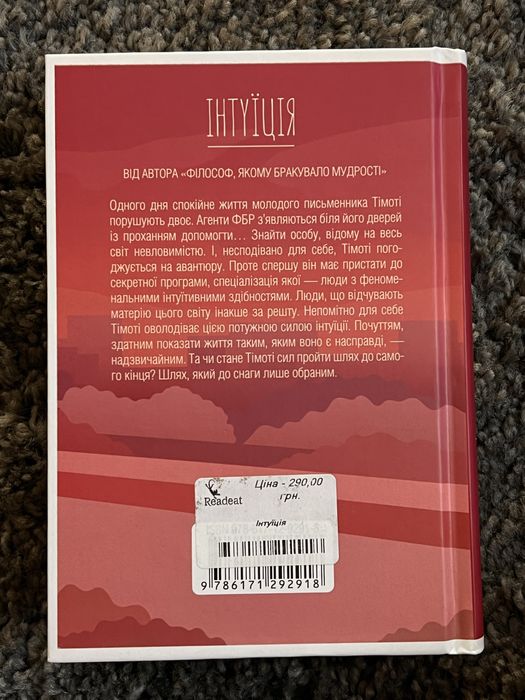 ІНТУЇЦІЯ
ВІД АВТОРА «ФІЛОСОФ, ЯКОМУ БРАКУВАЛО МУДРОСТІ»
Одного дня спокійне життя молодого письменника Тімоті
порушують двоє. Агенти ФБР з'являються біля його дверей
із проханням допомогти... Знайти особу, відому на весь
світ невловимістю. І, несподівано для себе, Тімоті пого-
джується на авантюру. Проте спершу він має пристати до
секретної програми, спеціалізація якої — люди з феноме-
нальними інтуїтивними здібностями. Люди, що відчувають
матерію цього світу інакше за решту. Непомітно для себе
Тімоті оволодіває цією потужною силою інтуїції. Почуттям,
здатним показати життя таким, яким воно є насправді, —
надзвичайним. Та чи стане Тімоті сил пройти шлях до само-
го кінця? Шлях, який до снаги лише обраним.
Readeat
Ціна - 290,00
грн.
Інтуїція
9 786171 292918